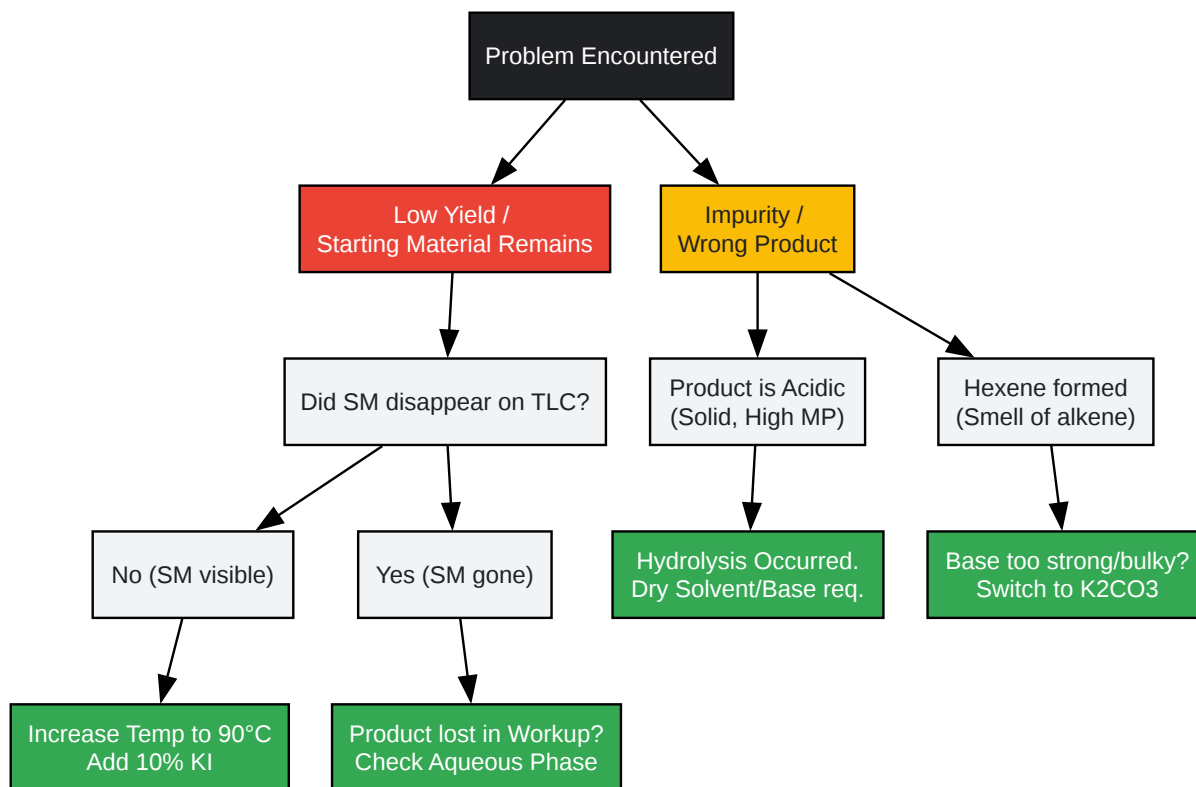 Problem Encountered
Low Yield /
Starting Material Remains
Impurity /
Wrong Product
Did SM disappear on TLC?
Product is Acidic
(Solid, High MP)
Hexene formed
(Smell of alkene)
No (SM visible)
Yes (SM gone)
Hydrolysis Occurred.
Dry Solvent/Base req.
Base too strong/bulky?
Switch to K2CO3
Increase Temp to 90°C
Add 10% KI
Product lost in Workup?
Check Aqueous Phase